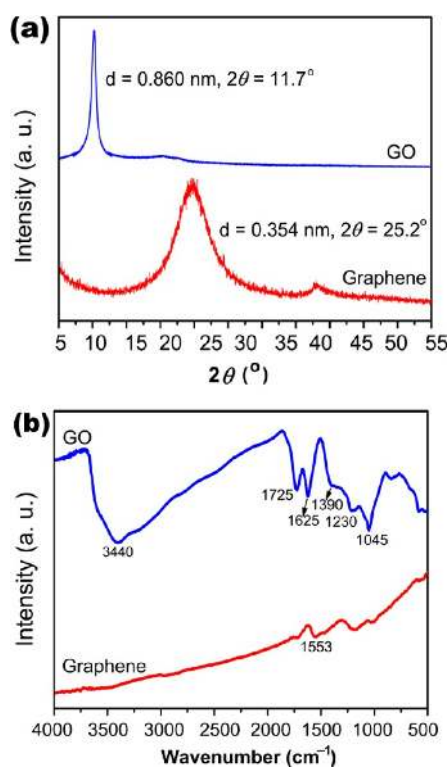 (a)
d = 0.860 nm, 2θ = 11.7°
GO
d = 0.354 nm, 2θ = 25.2°
Graphene
Intensity (a. u.)
5 10 15 20 25 30 35 40 45 50 55
2θ (°)
(b)
GO
1725
1390
1625
1230
1045
3440
Graphene
1553
Intensity (a. u.)
4000 3500 3000 2500 2000 1500 1000 500
Wavenumber (cm⁻¹)